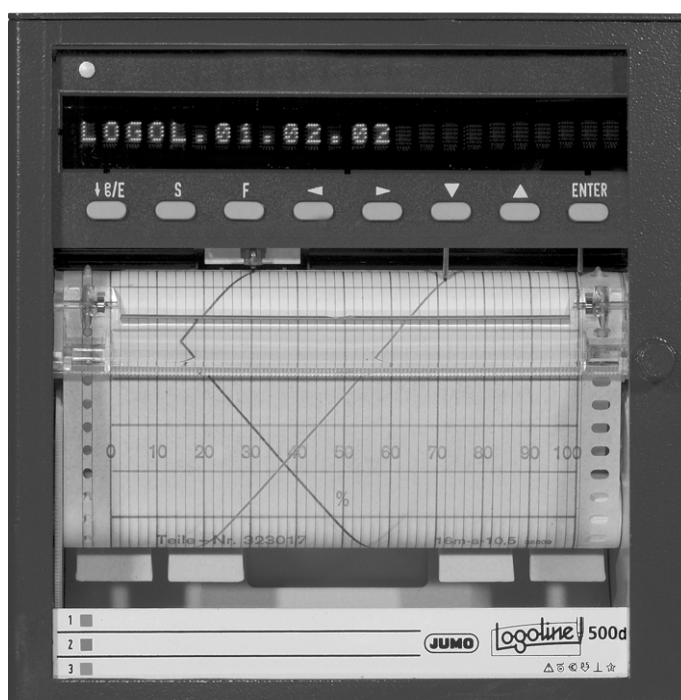 LOGOL.01.02.02
S F ENTER
0 10 20 30 40 50 60 70 80 90 100
%
Teile-Nr. 323017 16m-s-10,5
1
2 JUMO Logoline 500d
3